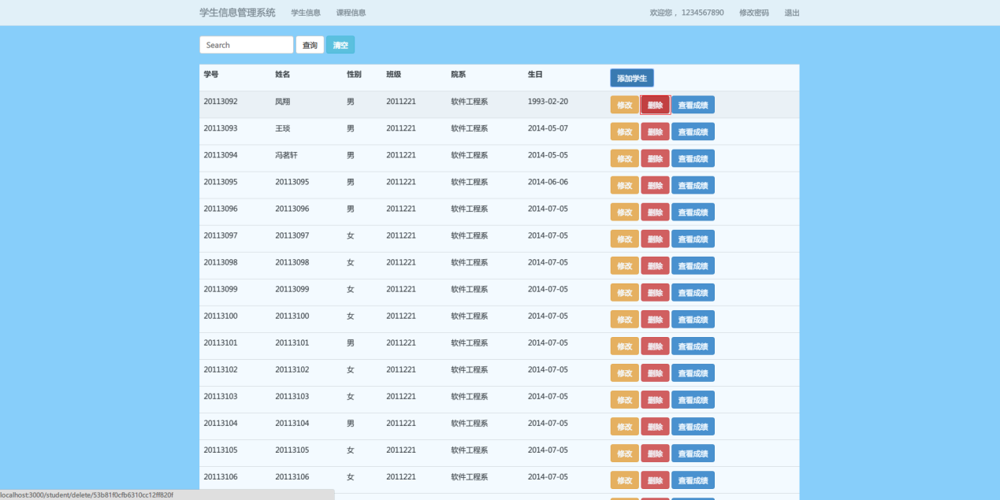 学生信息管理系统 学生信息 课程信息 欢迎您， 1234567890 修改密码 退出
Search 查询 清空
学号 姓名 性别 班级 院系 生日 添加学生
20113092 凤翔 男 2011221 软件工程系 1993-02-20 修改 删除 查看成绩
20113093 王琰 男 2011221 软件工程系 2014-05-07 修改 删除 查看成绩
20113094 冯茗轩 男 2011221 软件工程系 2014-05-05 修改 删除 查看成绩
20113095 20113095 男 2011221 软件工程系 2014-06-06 修改 删除 查看成绩
20113096 20113096 男 2011221 软件工程系 2014-07-05 修改 删除 查看成绩
20113097 20113097 女 2011221 软件工程系 2014-07-05 修改 删除 查看成绩
20113098 20113098 女 2011221 软件工程系 2014-07-05 修改 删除 查看成绩
20113099 20113099 女 2011221 软件工程系 2014-07-05 修改 删除 查看成绩
20113100 20113100 女 2011221 软件工程系 2014-07-05 修改 删除 查看成绩
20113101 20113101 男 2011221 软件工程系 2014-07-05 修改 删除 查看成绩
20113102 20113102 女 2011221 软件工程系 2014-07-05 修改 删除 查看成绩
20113103 20113103 女 2011221 软件工程系 2014-07-05 修改 删除 查看成绩
20113104 20113104 男 2011221 软件工程系 2014-07-05 修改 删除 查看成绩
20113105 20113105 女 2011221 软件工程系 2014-07-05 修改 删除 查看成绩
20113106 20113106 女 2011221 软件工程系 2014-07-05 修改 删除 查看成绩
localhost:3000/student/delete/53b81f0cfb6310cc12ff820f